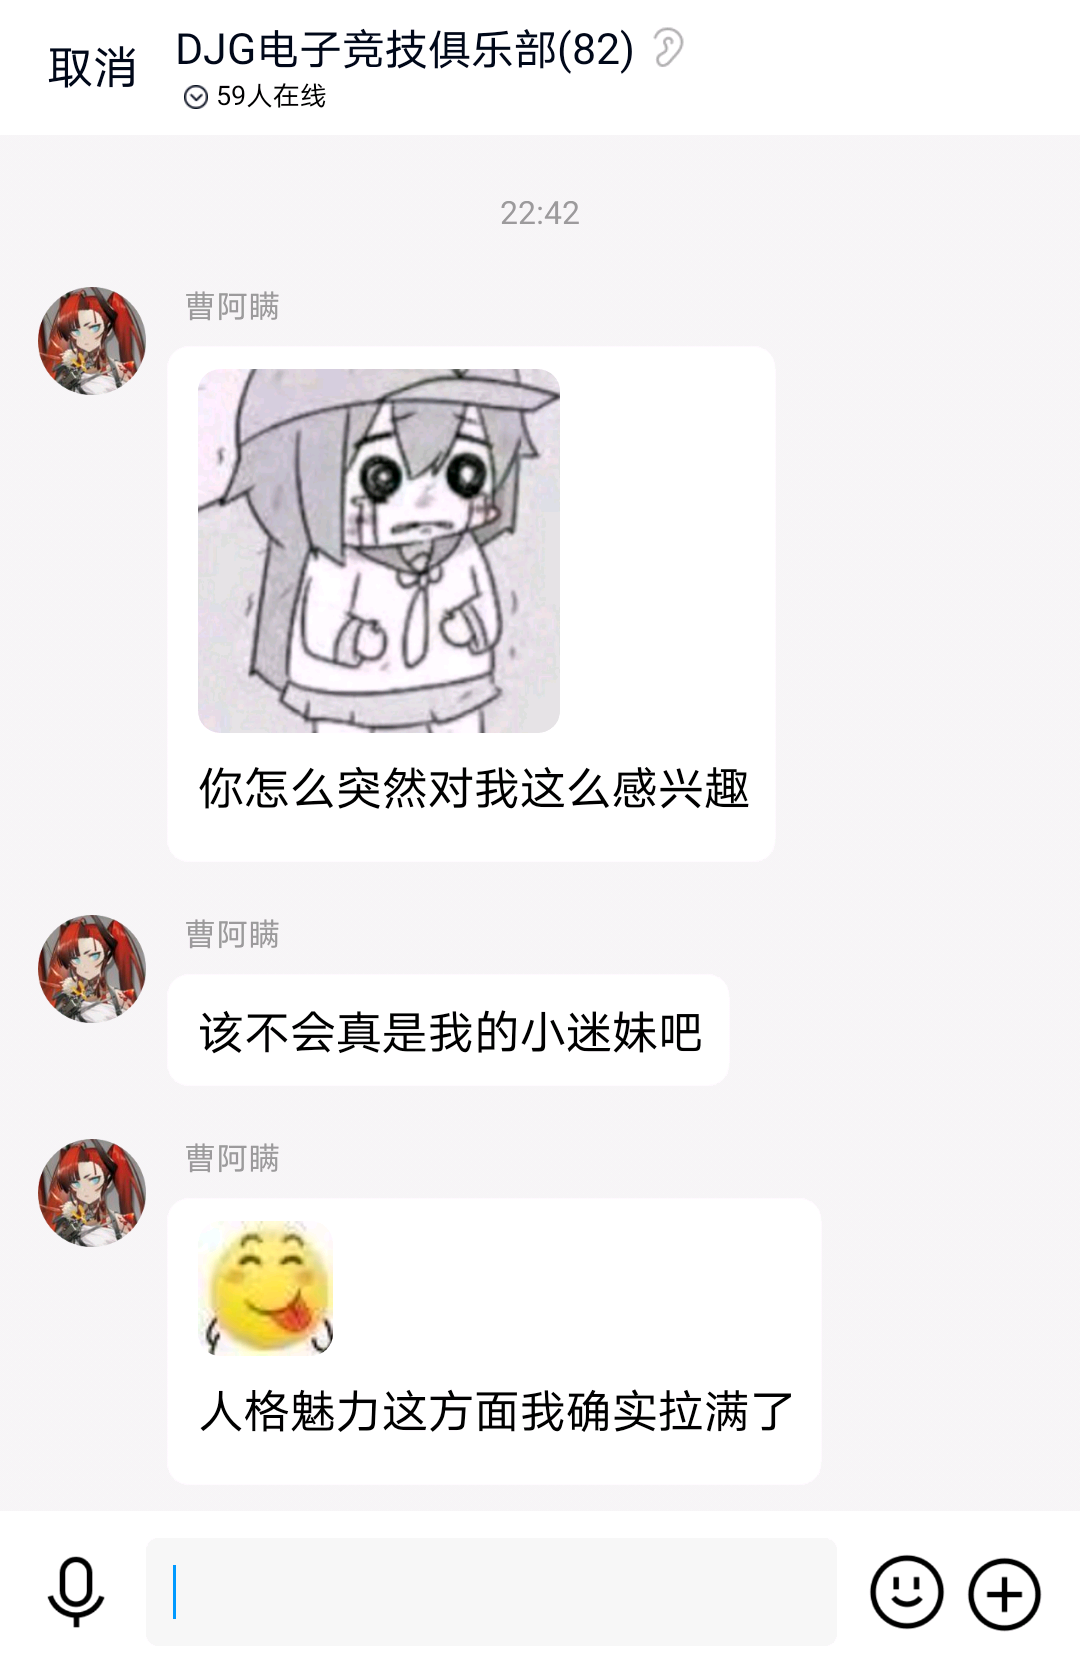 取消
DJG电子竞技俱乐部(82)
59人在线
22:42
曹阿瞒
你怎么突然对我这么感兴趣
曹阿瞒
该不会真是我的小迷妹吧
曹阿瞒
人格魅力这方面我确实拉满了